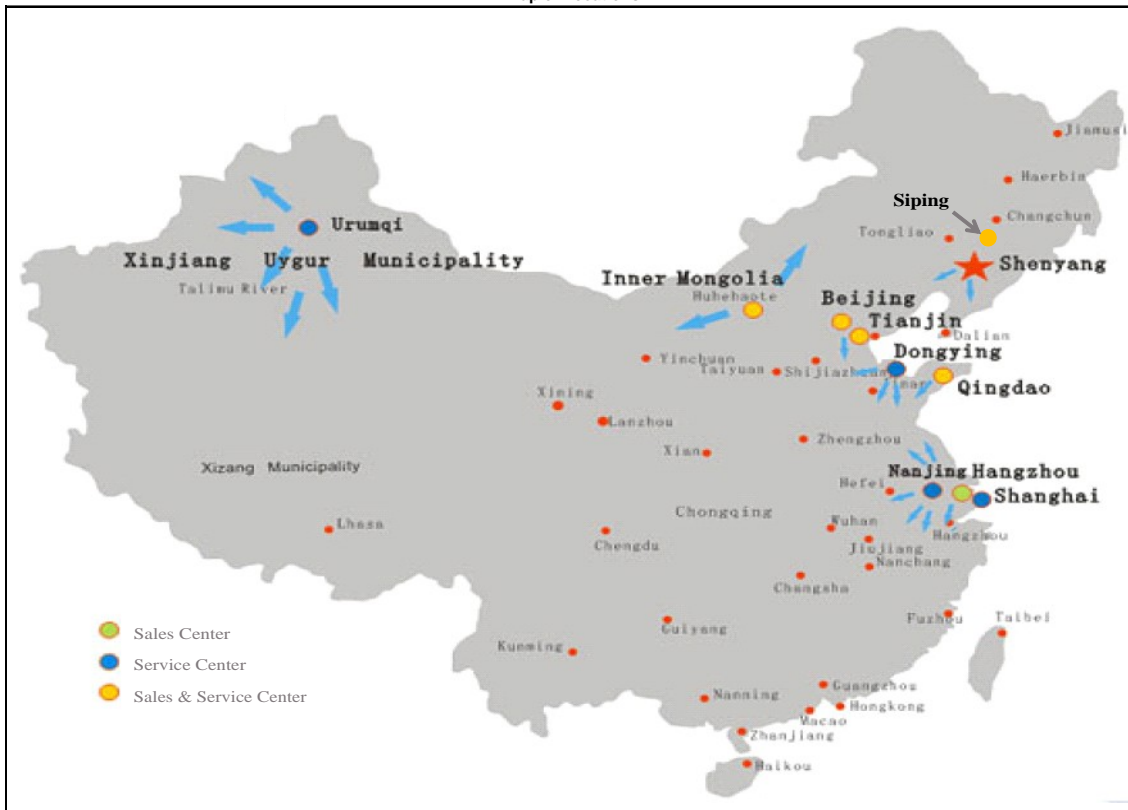 Jiamusi
Haerbin
Siping
Changchun
Tongliao
Urumqi
Shenyang
Xinjiang Uygur Municipality
Inner Mongolia
Talimu River
Huhehaote
Beijing
Tianjin
Dalian
Dongying
Yinchuan
Taiyuan
Shijiazhuan
Jinan
Qingdao
Xining
Lanzhou
Zhengzhou
Xian
Xizang Municipality
Nanjing
Hangzhou
Hefei
Shanghai
Chongqing
Lhasa
Wuhan
Hangzhou
Chengdu
Jiujiang
Nanchang
Changsha
Fuzhou
Taibei
Guiyang
Sales Center
Kunming
Service Center
Sales & Service Center
Guangzhou
Nanning
Hongkong
Macao
Zhanjiang
Haikou